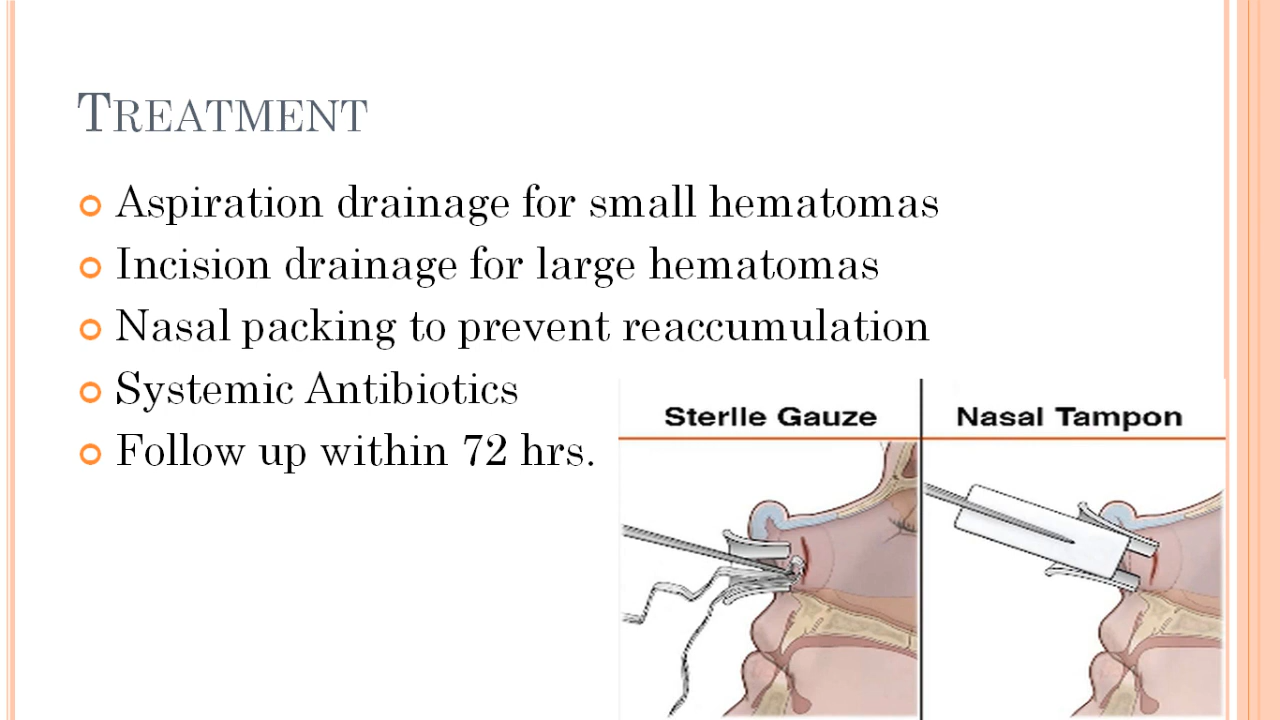 TREATMENT
Aspiration drainage for small hematomas
Incision drainage for large hematomas
Nasal packing to prevent reaccumulation
Systemic Antibiotics
Follow up within 72 hrs.
Sterlle Gauze
Nasal Tampon